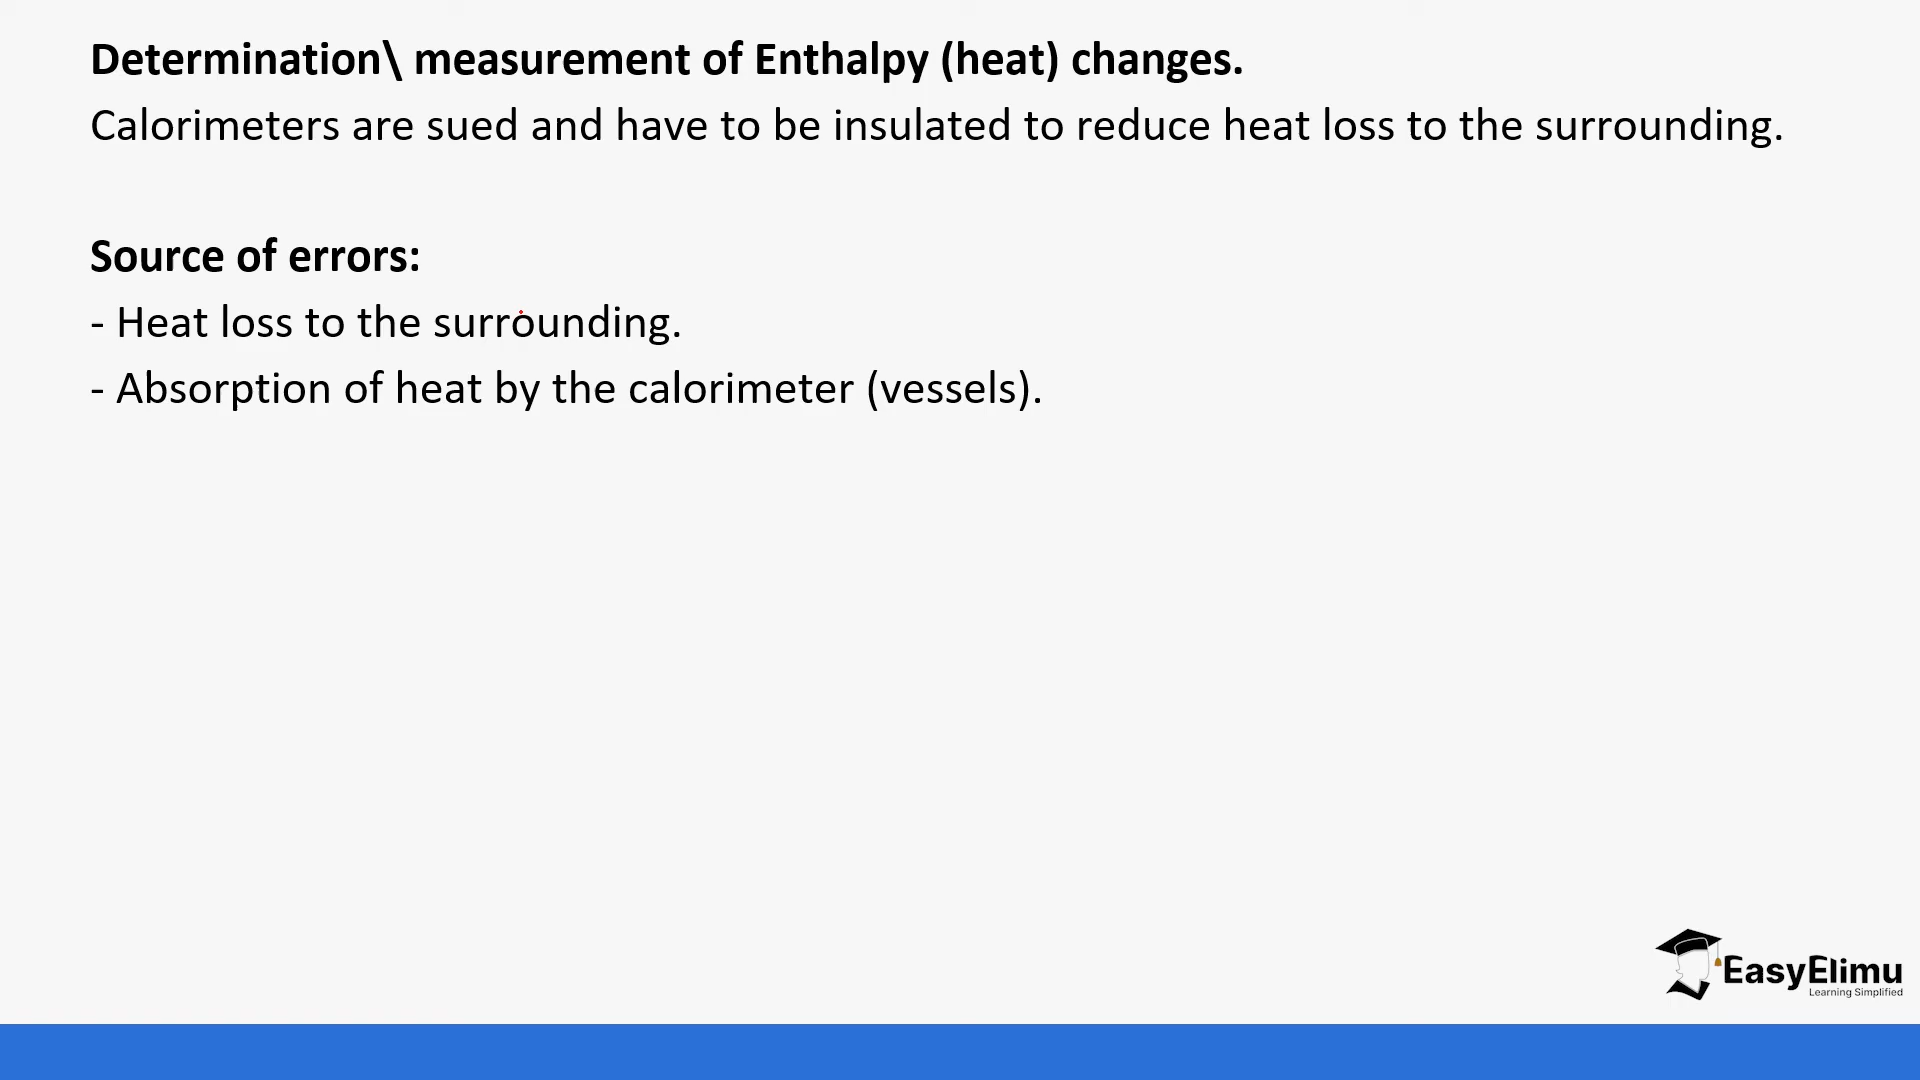 Determination\ measurement of Enthalpy (heat) changes.
Calorimeters are sued and have to be insulated to reduce heat loss to the surrounding.
Source of errors:
- Heat loss to the surrounding.
- Absorption of heat by the calorimeter (vessels).
EasyElimu
Learning Simplified